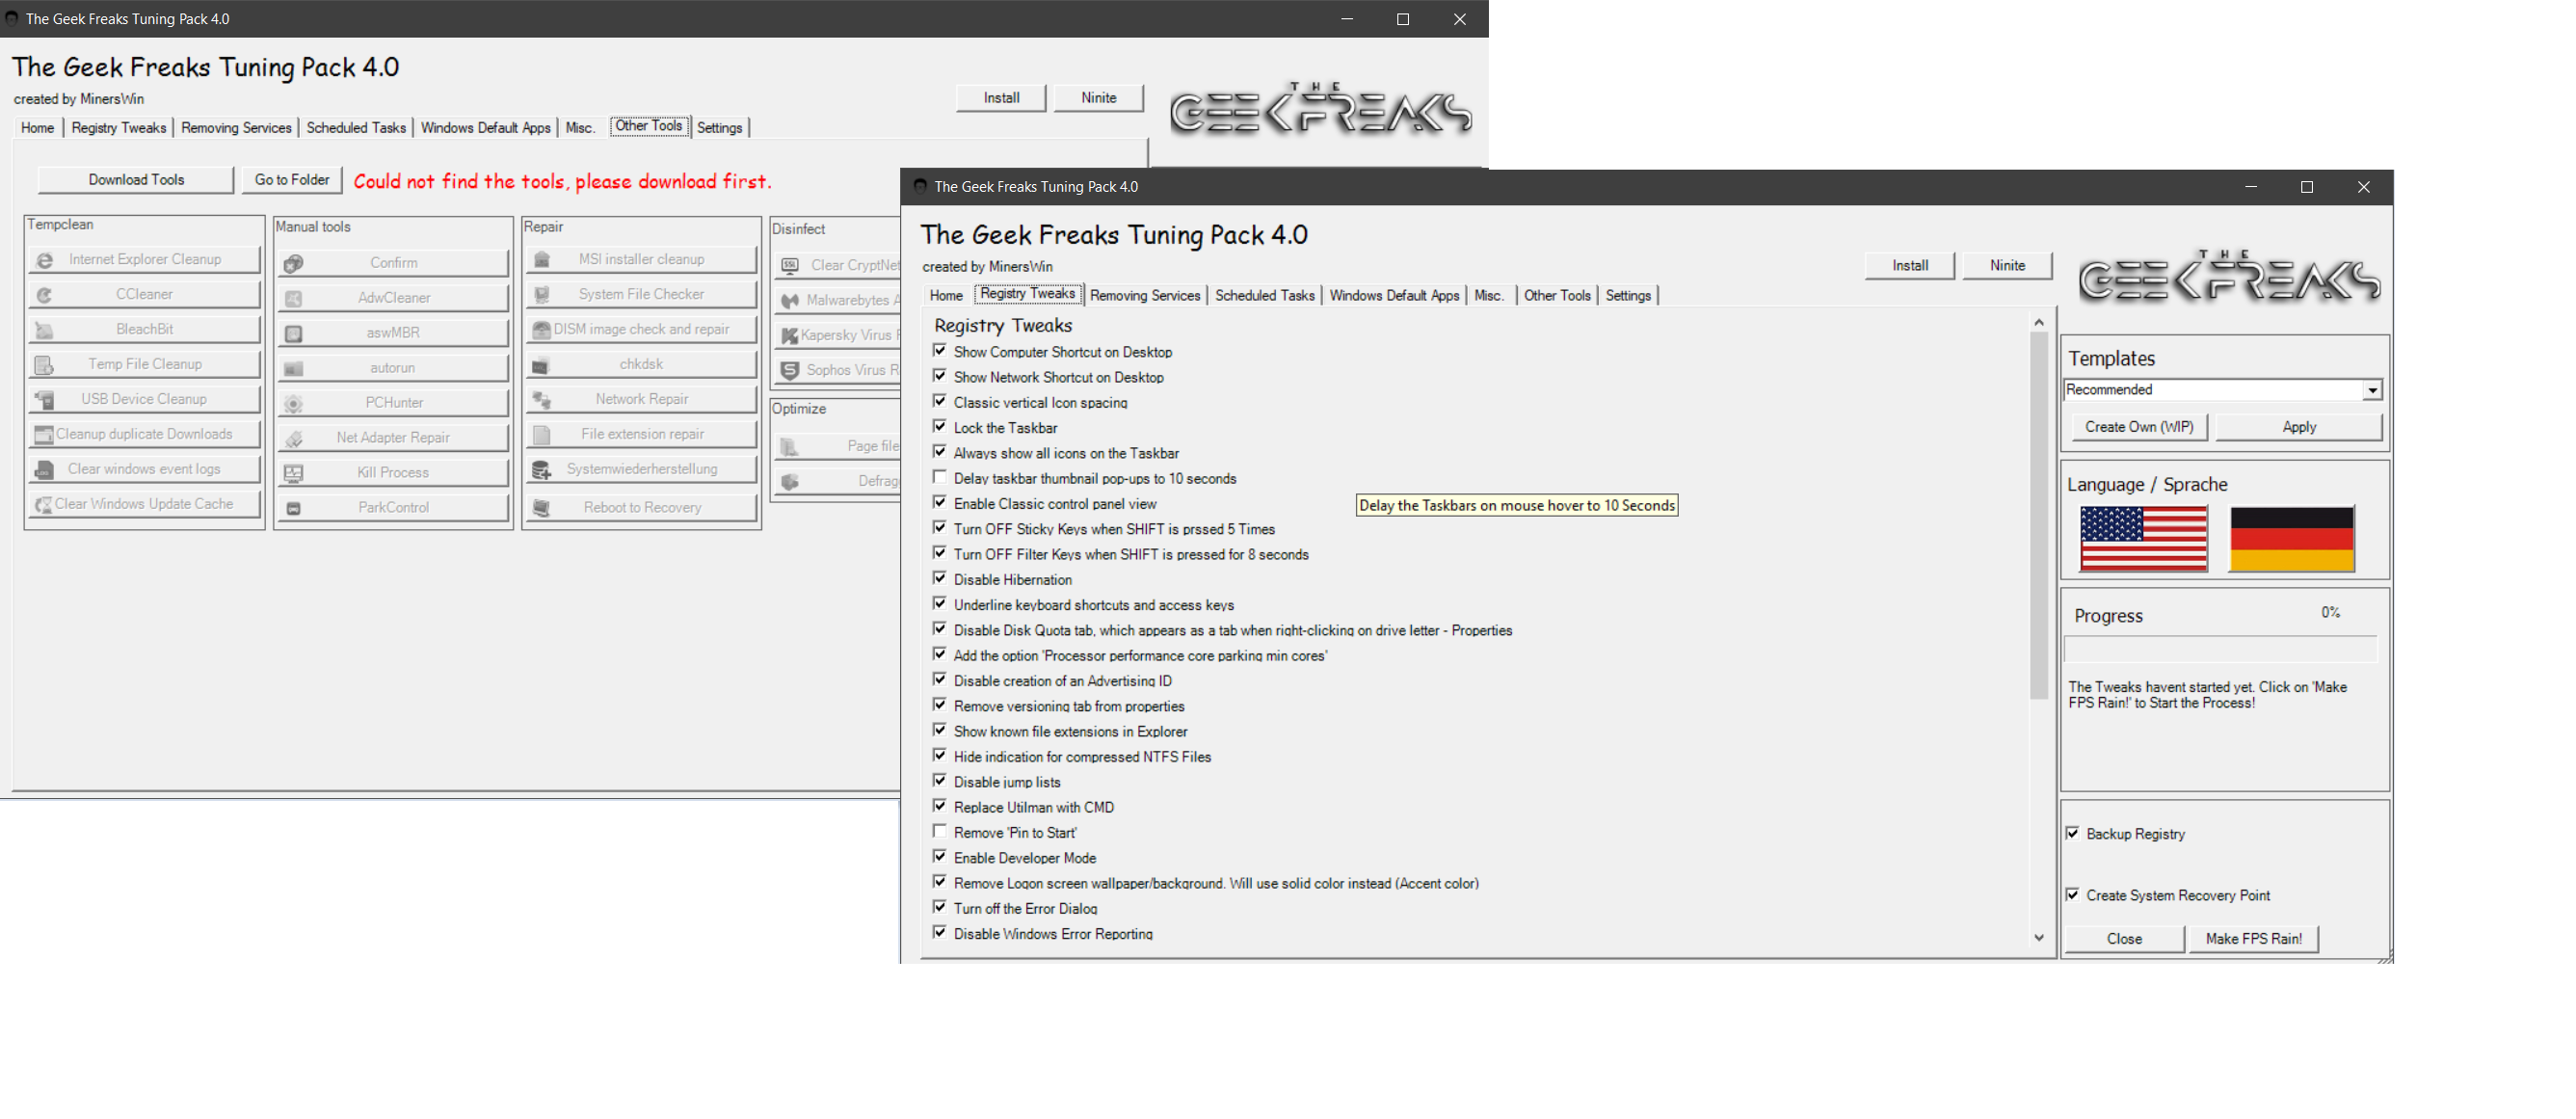 The Geek Freaks Tuning Pack 4.0
The Geek Freaks Tuning Pack 4.0
created by MinersWin
Install
Ninite
THE
GEEK FREAKS
Home
Registry Tweaks
Removing Services
Scheduled Tasks
Windows Default Apps
Misc.
Other Tools
Settings
Download Tools
Go to Folder
Could not find the tools, please download first.
Tempclean
Internet Explorer Cleanup
CCleaner
BleachBit
Temp File Cleanup
USB Device Cleanup
Cleanup duplicate Downloads
Clear windows event logs
Clear Windows Update Cache
Manual tools
Confirm
AdwCleaner
aswMBR
autorun
PCHunter
Net Adapter Repair
Kill Process
ParkControl
Repair
MSI installer cleanup
System File Checker
DISM image check and repair
chkdsk
Network Repair
File extension repair
Systemwiederherstellung
Reboot to Recovery
Disinfect
SSL
Clear CryptNet
Malwarebytes A
Kapersky Virus
Sophos Virus R
Optimize
Page file
Defrag
The Geek Freaks Tuning Pack 4.0
The Geek Freaks Tuning Pack 4.0
created by MinersWin
Install
Ninite
THE
GEEK FREAKS
Home
Registry Tweaks
Removing Services
Scheduled Tasks
Windows Default Apps
Misc.
Other Tools
Settings
Registry Tweaks
Show Computer Shortcut on Desktop
Show Network Shortcut on Desktop
Classic vertical Icon spacing
Lock the Taskbar
Always show all icons on the Taskbar
Delay taskbar thumbnail pop-ups to 10 seconds
Enable Classic control panel view
Delay the Taskbars on mouse hover to 10 Seconds
Turn OFF Sticky Keys when SHIFT is prssed 5 Times
Turn OFF Filter Keys when SHIFT is pressed for 8 seconds
Disable Hibernation
Underline keyboard shortcuts and access keys
Disable Disk Quota tab, which appears as a tab when right-clicking on drive letter - Properties
Add the option 'Processor performance core parking min cores'
Disable creation of an Advertising ID
Remove versioning tab from properties
Show known file extensions in Explorer
Hide indication for compressed NTFS Files
Disable jump lists
Replace Utilman with CMD
Remove 'Pin to Start'
Enable Developer Mode
Remove Logon screen wallpaper/background. Will use solid color instead (Accent color)
Turn off the Error Dialog
Disable Windows Error Reporting
Templates
Recommended
Create Own (WIP)
Apply
Language / Sprache
Progress
0%
The Tweaks havent started yet. Click on 'Make
FPS Rain!' to Start the Process!
Backup Registry
Create System Recovery Point
Close
Make FPS Rain!